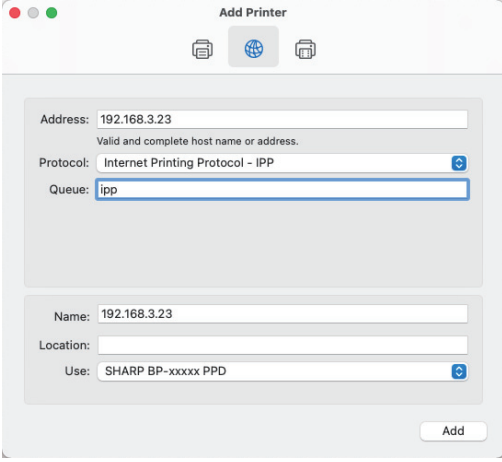 Add Printer
Address: 192.168.3.23
Valid and complete host name or address.
Protocol: Internet Printing Protocol - IPP
Queue: ipp
Name: 192.168.3.23
Location:
Use: SHARP BP-xxxxx PPD
Add